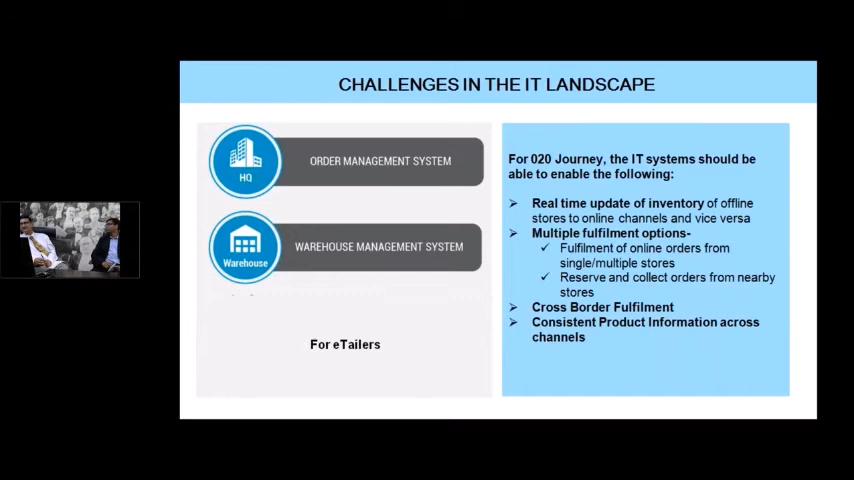 CHALLENGES IN THE IT LANDSCAPE
HQ
ORDER MANAGEMENT SYSTEM
Warehouse
WAREHOUSE MANAGEMENT SYSTEM
For eTailers
For 020 Journey, the IT systems should be
able to enable the following:
➢ Real time update of inventory of offline
stores to online channels and vice versa
➢ Multiple fulfilment options-
✓ Fulfilment of online orders from
single/multiple stores
✓ Reserve and collect orders from nearby
stores
➢ Cross Border Fulfilment
➢ Consistent Product Information across
channels